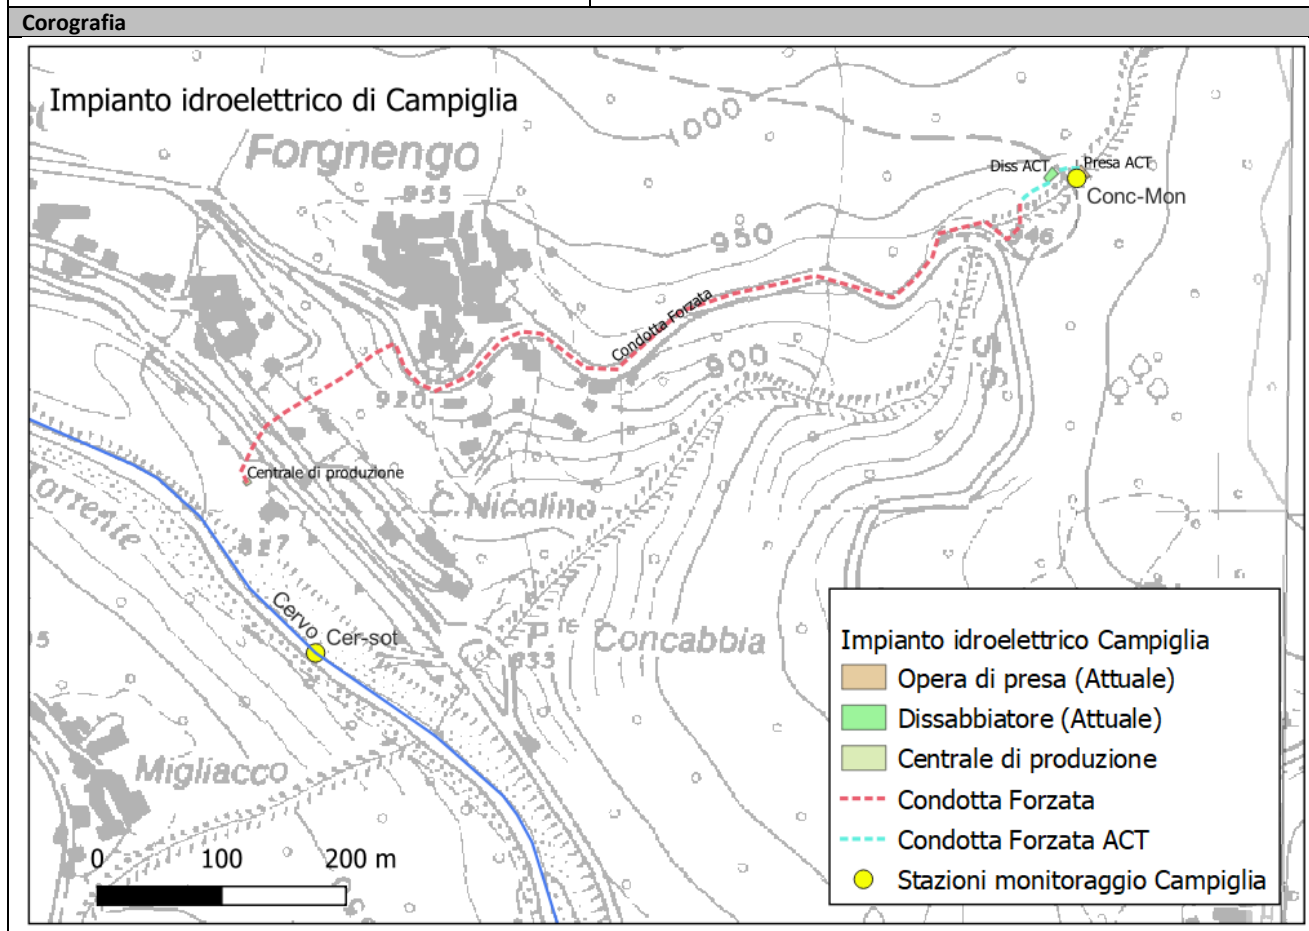 Corografia
Impianto idroelettrico di Campiglia
Forgnengo
955
1000
Diss ACT
Presa ACT
Conc-Mon
950
Condotta Forzata
900
920
Centrale di produzione
C. Nicolino
Torrente
827
Cervo
Cer-sot
P.te Concabbia
833
Migliacco
0 100 200 m
Impianto idroelettrico Campiglia
Opera di presa (Attuale)
Dissabbiatore (Attuale)
Centrale di produzione
Condotta Forzata
Condotta Forzata ACT
Stazioni monitoraggio Campiglia